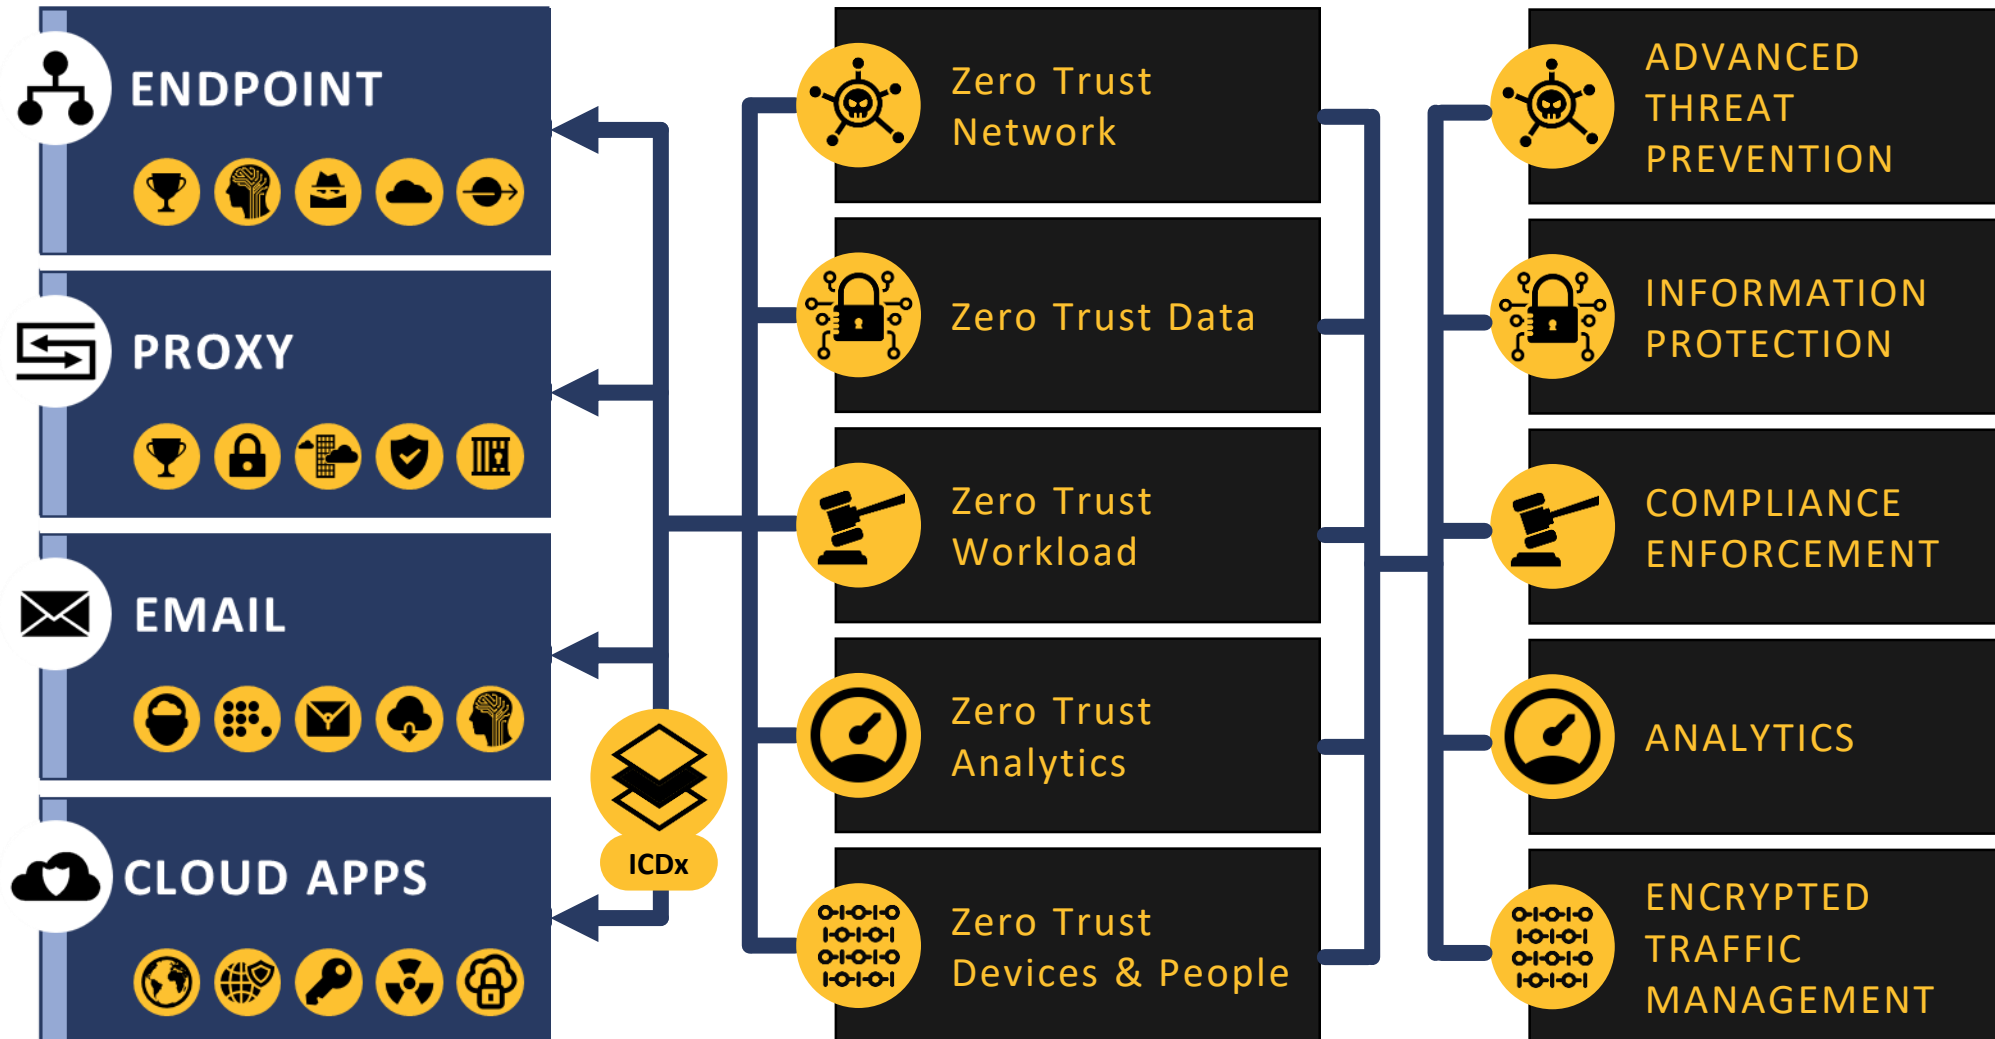 ENDPOINT
PROXY
EMAIL
CLOUD APPS
ICDx
Zero Trust
Network
Zero Trust Data
Zero Trust
Workload
Zero Trust
Analytics
Zero Trust
Devices & People
ADVANCED
THREAT
PREVENTION
INFORMATION
PROTECTION
COMPLIANCE
ENFORCEMENT
ANALYTICS
ENCRYPTED
TRAFFIC
MANAGEMENT